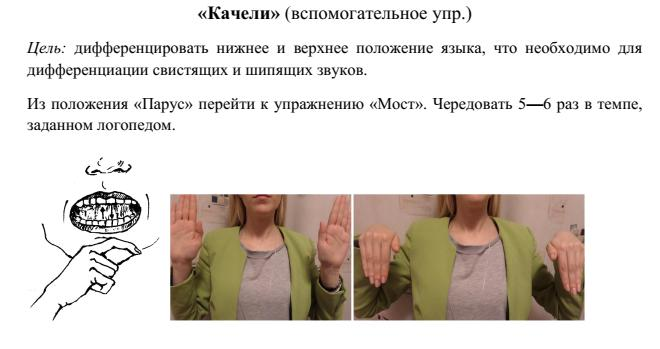 «Качели» (вспомогательное упр.)
Цель: дифференцировать нижнее и верхнее положение языка, что необходимо для
дифференциации свистящих и шипящих звуков.
Из положения «Парус» перейти к упражнению «Мост». Чередовать 5—6 раз в темпе,
заданном логопедом.